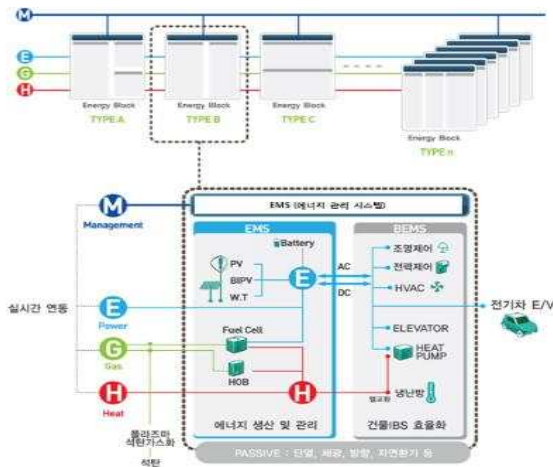 M
E
G
H
Energy Block
TYPE A
Energy Block
TYPE B
Energy Block
TYPE C
Energy Block
TYPE n
M
Management
EMS (에너지 관리 시스템)
EMS
BEMS
Battery
PV
BIPV
W.T
E
AC
DC
조명제어
전력제어
HVAC
실시간 연동
E
Power
전기차 E/V
Fuel Cell
ELEVATOR
G
Gas
HEAT
PUMP
HOB
H
Heat
H
열교환
냉난방
플라즈마
석탄가스화
석탄
에너지 생산 및 관리
건물IBS 효율화
PASSIVE : 단열, 채광, 방향, 자연환기 등